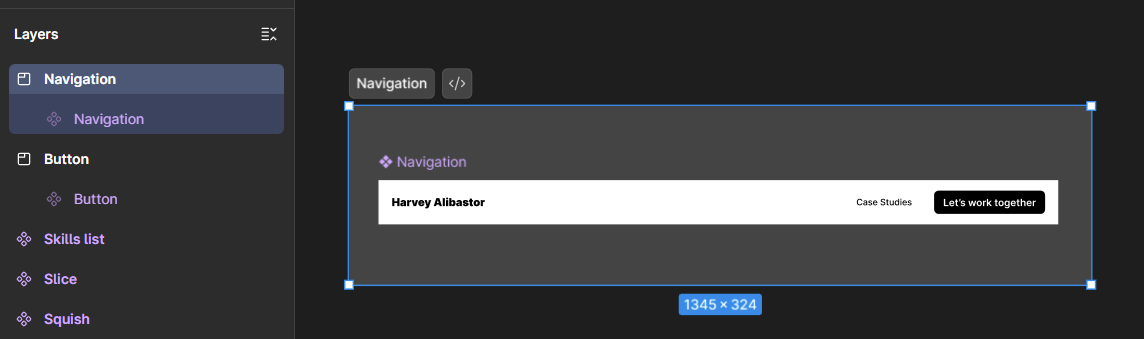 Layers
Navigation
Navigation
Button
Button
Skills list
Slice
Squish
Navigation </>
Navigation
Harvey Alibastor Case Studies Let's work together
1345 × 324